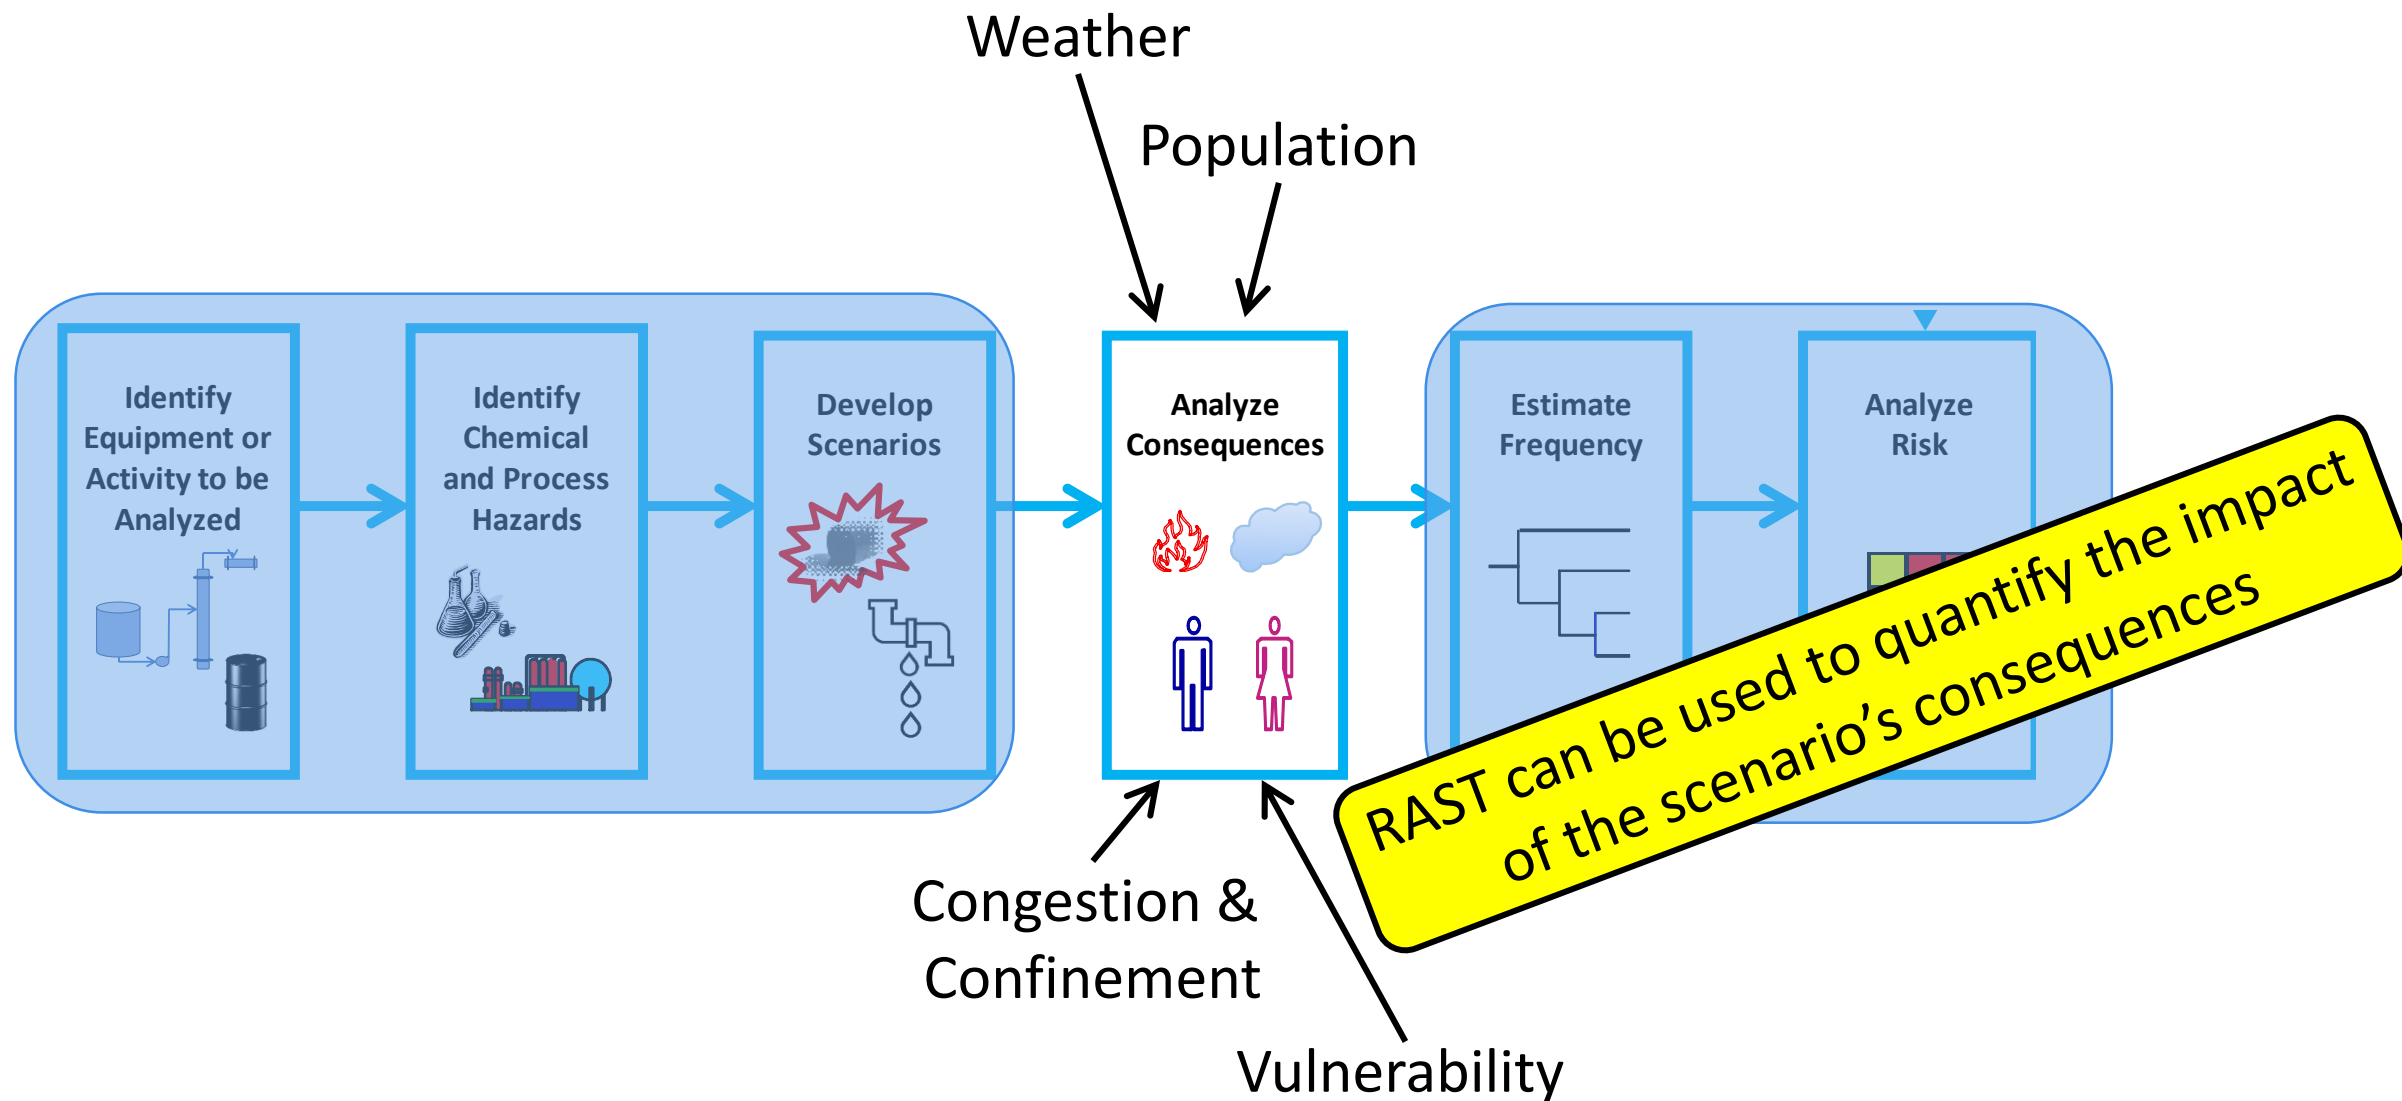 Weather
Population
Identify
Equipment or
Activity to be
Analyzed
Identify
Chemical
and Process
Hazards
Develop
Scenarios
Analyze
Consequences
Estimate
Frequency
Analyze
Risk
RAST can be used to quantify the impact
of the scenario’s consequences
Congestion &
Confinement
Vulnerability